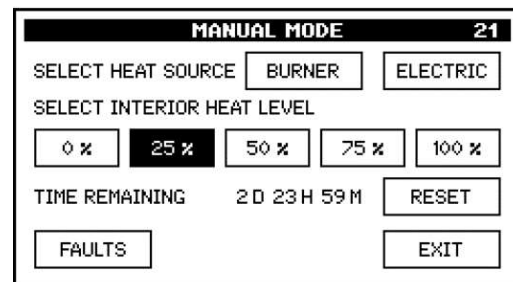 MANUAL MODE 21
SELECT HEAT SOURCE BURNER ELECTRIC
SELECT INTERIOR HEAT LEVEL
0 % 25 % 50 % 75 % 100 %
TIME REMAINING 2 D 23 H 59 M RESET
FAULTS EXIT